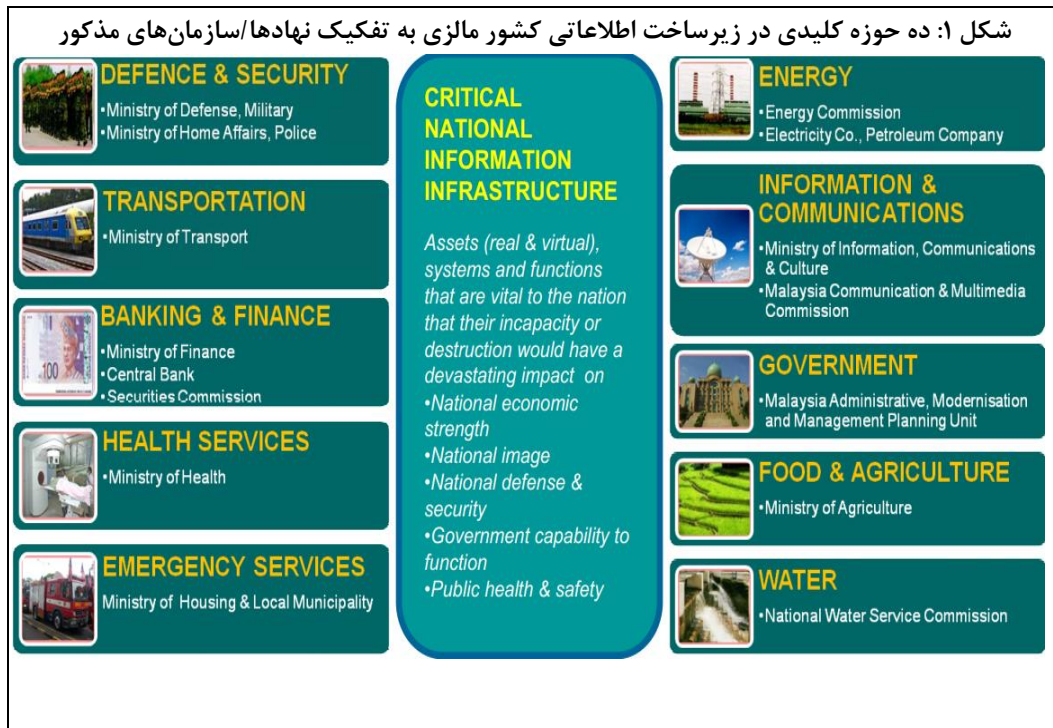 شکل ۱: ده حوزه کلیدی در زیرساخت اطلاعاتی کشور مالزی به تفکیک نهادها/سازمان‌های مذکور
DEFENCE & SECURITY
•Ministry of Defense, Military
•Ministry of Home Affairs, Police
TRANSPORTATION
•Ministry of Transport
BANKING & FINANCE
•Ministry of Finance
•Central Bank
•Securities Commission
100
HEALTH SERVICES
•Ministry of Health
EMERGENCY SERVICES
Ministry of Housing & Local Municipality
CRITICAL
NATIONAL
INFORMATION
INFRASTRUCTURE
Assets (real & virtual),
systems and functions
that are vital to the nation
that their incapacity or
destruction would have a
devastating impact on
•National economic
strength
•National image
•National defense &
security
•Government capability to
function
•Public health & safety
ENERGY
•Energy Commission
•Electricity Co., Petroleum Company
INFORMATION &
COMMUNICATIONS
•Ministry of Information, Communications
& Culture
•Malaysia Communication & Multimedia
Commission
GOVERNMENT
•Malaysia Administrative, Modernisation
and Management Planning Unit
FOOD & AGRICULTURE
•Ministry of Agriculture
WATER
•National Water Service Commission